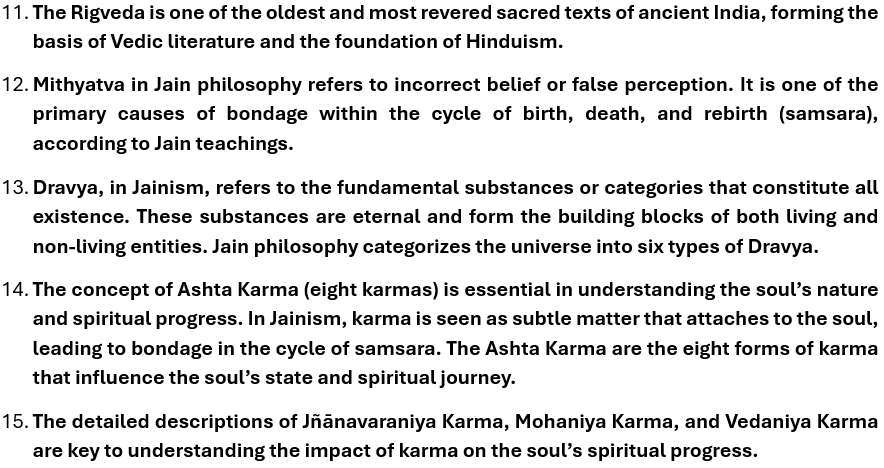 11. The Rigveda is one of the oldest and most revered sacred texts of ancient India, forming the
basis of Vedic literature and the foundation of Hinduism.
12. Mithyatva in Jain philosophy refers to incorrect belief or false perception. It is one of the
primary causes of bondage within the cycle of birth, death, and rebirth (samsara),
according to Jain teachings.
13. Dravya, in Jainism, refers to the fundamental substances or categories that constitute all
existence. These substances are eternal and form the building blocks of both living and
non-living entities. Jain philosophy categorizes the universe into six types of Dravya.
14. The concept of Ashta Karma (eight karmas) is essential in understanding the soul’s nature
and spiritual progress. In Jainism, karma is seen as subtle matter that attaches to the soul,
leading to bondage in the cycle of samsara. The Ashta Karma are the eight forms of karma
that influence the soul’s state and spiritual journey.
15. The detailed descriptions of Jñānavaraniya Karma, Mohaniya Karma, and Vedaniya Karma
are key to understanding the impact of karma on the soul’s spiritual progress.